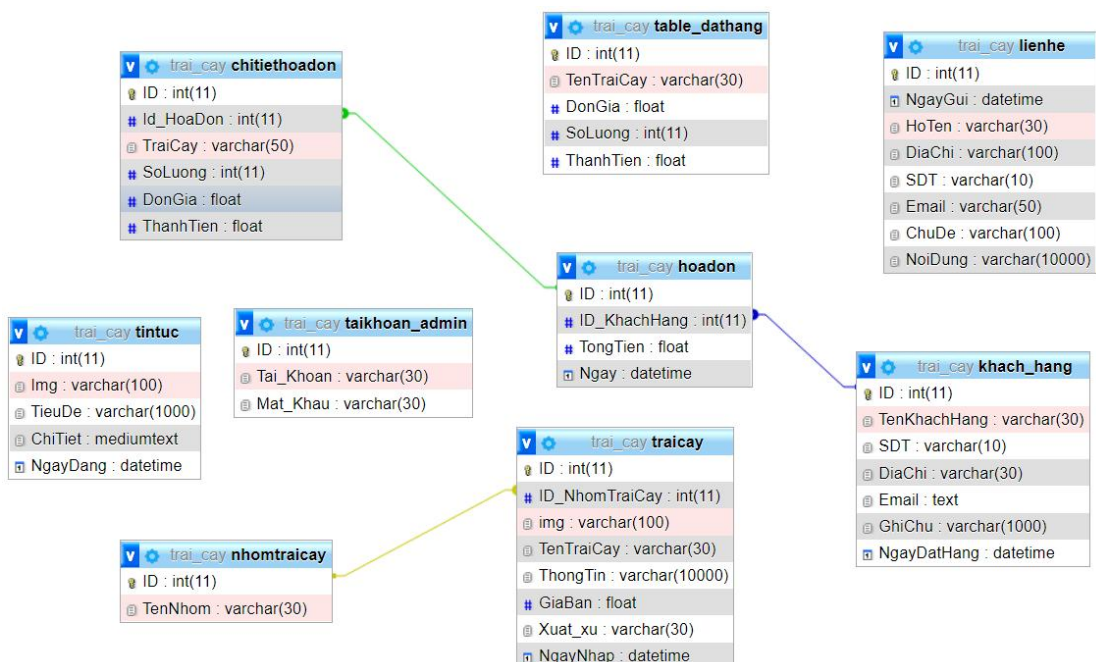 trai_cay table_dathang
ID : int(11)
TenTraiCay : varchar(30)
DonGia : float
SoLuong : int(11)
ThanhTien : float
trai_cay lienhe
ID : int(11)
NgayGui : datetime
HoTen : varchar(30)
DiaChi : varchar(100)
SDT : varchar(10)
Email : varchar(50)
ChuDe : varchar(100)
NoiDung : varchar(10000)
trai_cay chitiethoadon
ID : int(11)
Id_HoaDon : int(11)
TraiCay : varchar(50)
SoLuong : int(11)
DonGia : float
ThanhTien : float
trai_cay hoadon
ID : int(11)
ID_KhachHang : int(11)
TongTien : float
Ngay : datetime
trai_cay tintuc
ID : int(11)
Img : varchar(100)
TieuDe : varchar(1000)
ChiTiet : mediumtext
NgayDang : datetime
trai_cay taikhoan_admin
ID : int(11)
Tai_Khoan : varchar(30)
Mat_Khau : varchar(30)
trai_cay khach_hang
ID : int(11)
TenKhachHang : varchar(30)
SDT : varchar(10)
DiaChi : varchar(30)
Email : text
GhiChu : varchar(1000)
NgayDatHang : datetime
trai_cay traicay
ID : int(11)
ID_NhomTraiCay : int(11)
img : varchar(100)
TenTraiCay : varchar(30)
ThongTin : varchar(10000)
GiaBan : float
Xuat_xu : varchar(30)
NgayNhap : datetime
trai_cay nhomtraicay
ID : int(11)
TenNhom : varchar(30)